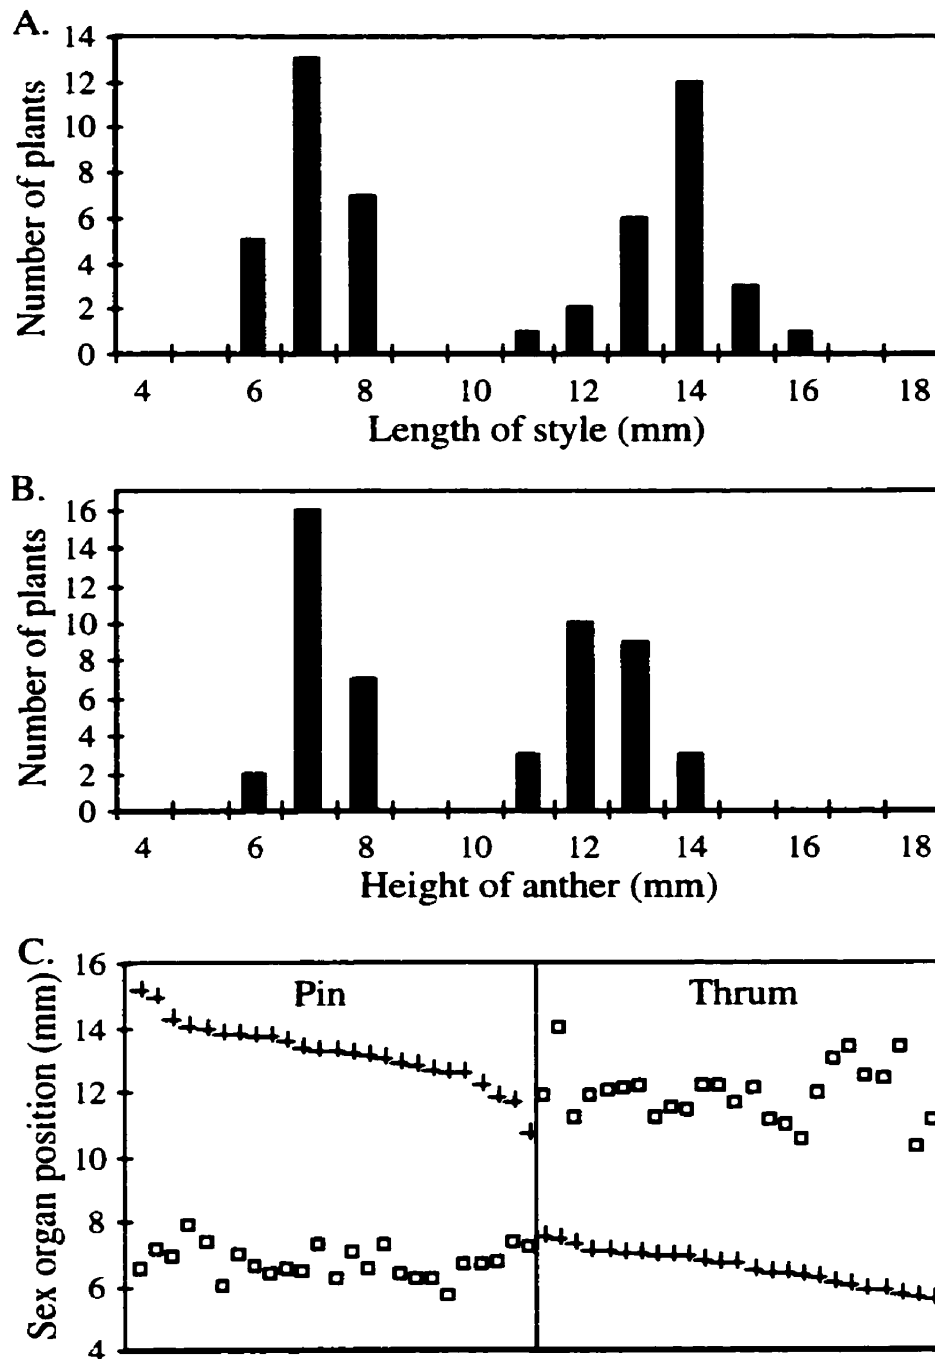 A.
Number of plants
14
12
10
8
6
4
2
0
4 6 8 10 12 14 16 18
Length of style (mm)
B.
Number of plants
16
14
12
10
8
6
4
2
0
4 6 8 10 12 14 16 18
Height of anther (mm)
C.
Sex organ position (mm)
16
14
12
10
8
6
4
Pin Thrum